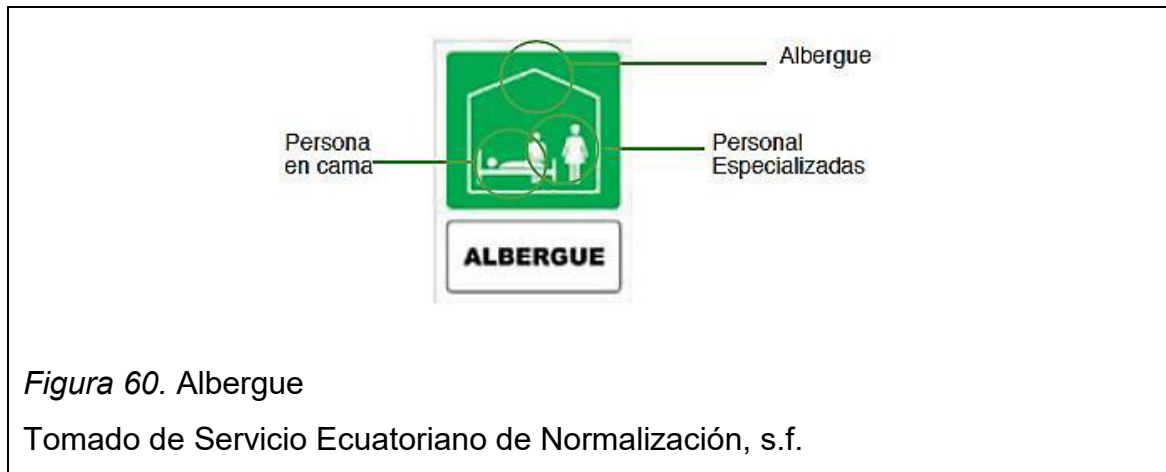 Albergue
Persona
en cama
Personal
Especializadas
ALBERGUE
Figura 60. Albergue
Tomado de Servicio Ecuatoriano de Normalización, s.f.